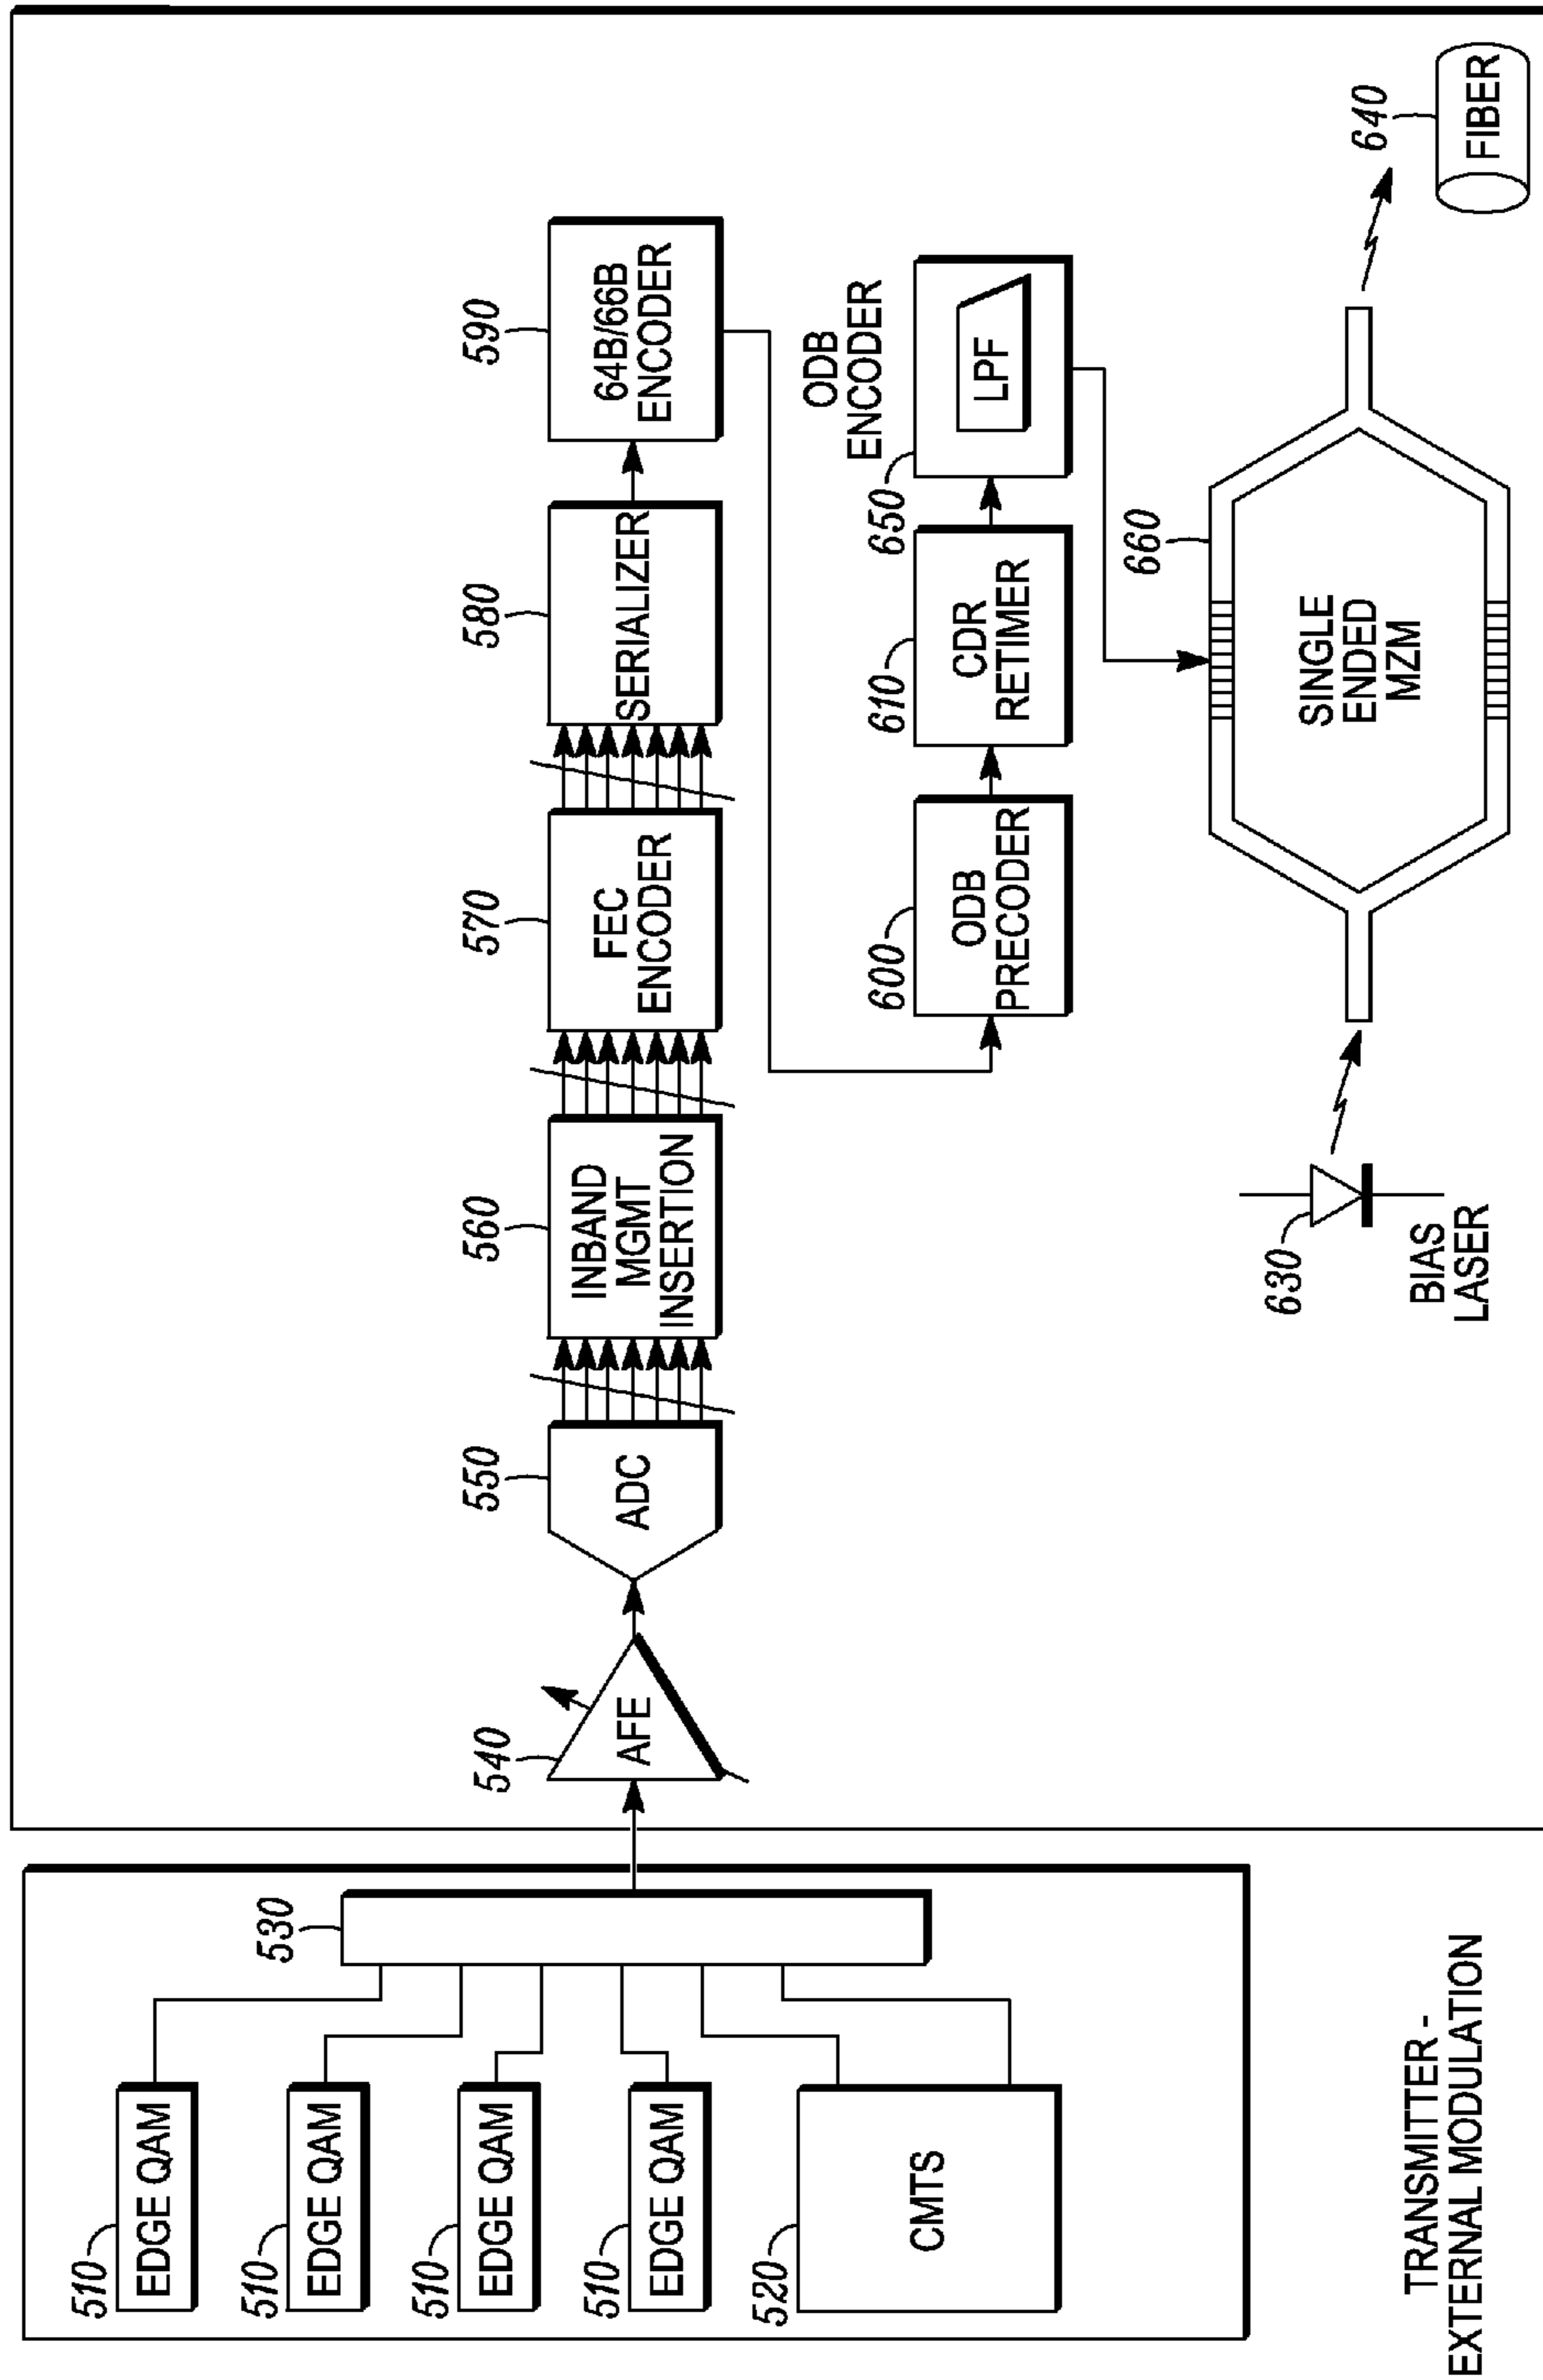 510
EDGE QAM
510
EDGE QAM
510
EDGE QAM
510
EDGE QAM
520
CMTS
530
540
AFE
550
ADC
560
INBAND
MGMT
INSERTION
570
FEC
ENCODER
580
SERIALIZER
590
64B/66B
ENCODER
600
ODB
PRECODER
610
CDR
RETIMER
650
ODB
ENCODER
LPF
630
BIAS
LASER
660
SINGLE
ENDED
MZM
640
FIBER
TRANSMITTER -
EXTERNAL MODULATION